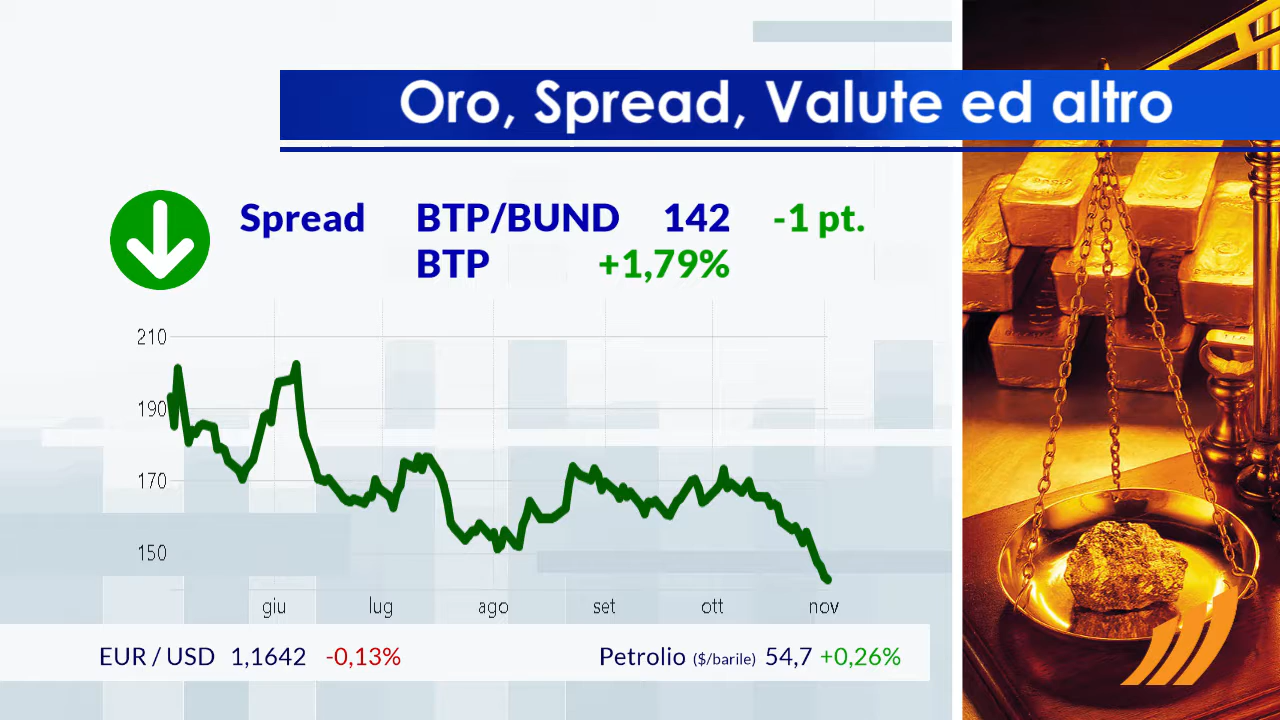 Oro, Spread, Valute ed altro
Spread BTP/BUND 142 -1 pt.
BTP +1,79%
210
190
170
150
giu lug ago set ott nov
EUR / USD 1,1642 -0,13% Petrolio ($/barile) 54,7 +0,26%